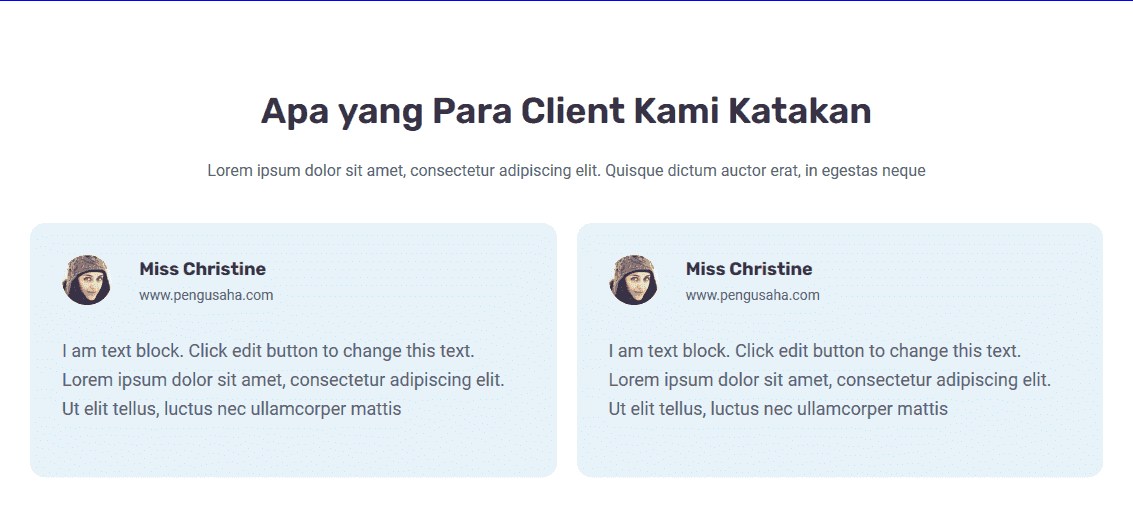 Apa yang Para Client Kami Katakan
Lorem ipsum dolor sit amet, consectetur adipiscing elit. Quisque dictum auctor erat, in egestas neque
Miss Christine
www.pengusaha.com
I am text block. Click edit button to change this text.
Lorem ipsum dolor sit amet, consectetur adipiscing elit.
Ut elit tellus, luctus nec ullamcorper mattis
Miss Christine
www.pengusaha.com
I am text block. Click edit button to change this text.
Lorem ipsum dolor sit amet, consectetur adipiscing elit.
Ut elit tellus, luctus nec ullamcorper mattis